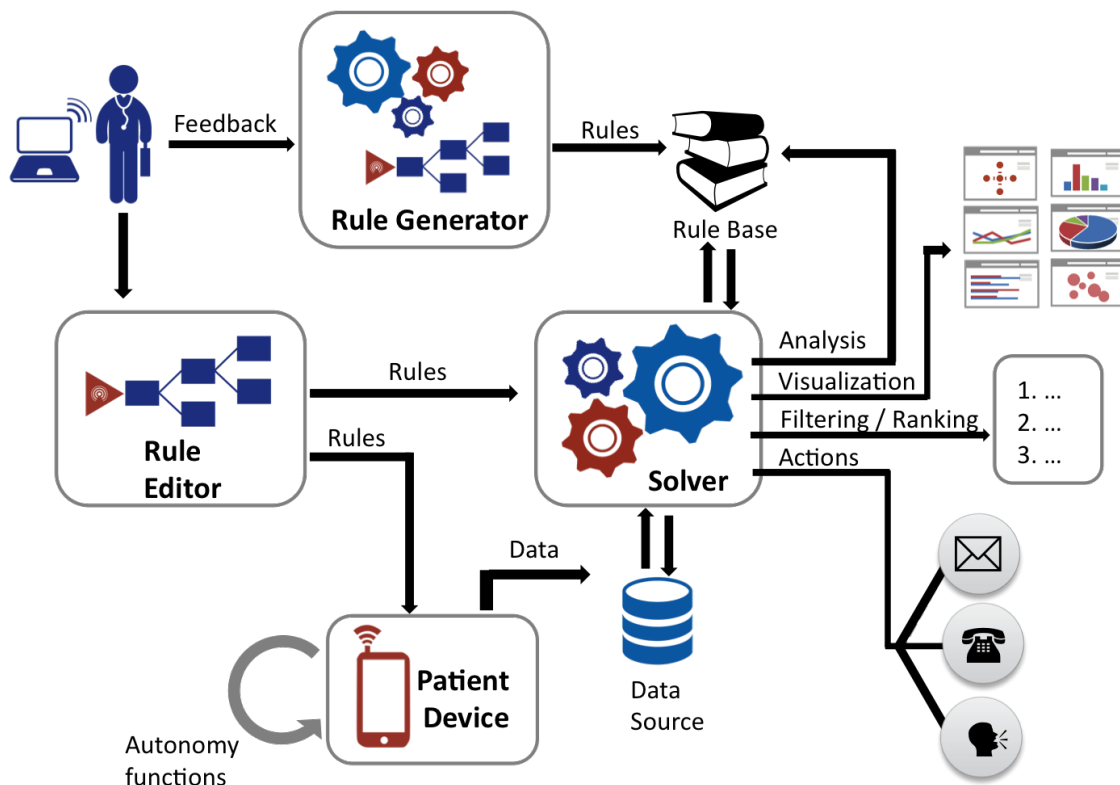 Feedback
Rule Generator
Rules
Rule Base
Rule
Editor
Rules
Rules
Solver
Analysis
Visualization
Filtering / Ranking
Actions
1. ...
2. ...
3. ...
Data
Patient
Device
Data
Source
Autonomy
functions